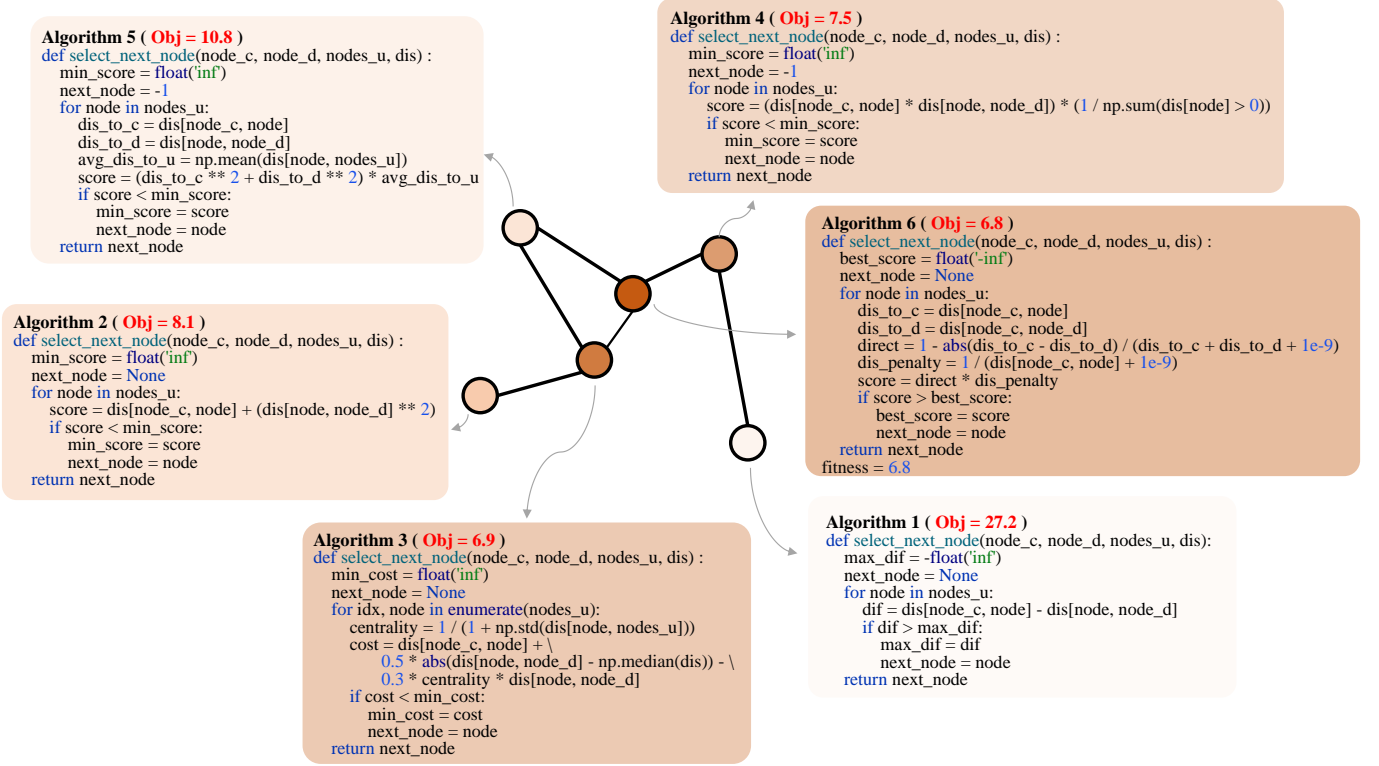 Algorithm 5 ( Obj = 10.8 )
def select_next_node(node_c, node_d, nodes_u, dis) :
    min_score = float('inf')
    next_node = -1
    for node in nodes_u:
        dis_to_c = dis[node_c, node]
        dis_to_d = dis[node, node_d]
        avg_dis_to_u = np.mean(dis[node, nodes_u])
        score = (dis_to_c ** 2 + dis_to_d ** 2) * avg_dis_to_u
        if score < min_score:
            min_score = score
            next_node = node
    return next_node
Algorithm 4 ( Obj = 7.5 )
def select_next_node(node_c, node_d, nodes_u, dis) :
    min_score = float('inf')
    next_node = -1
    for node in nodes_u:
        score = (dis[node_c, node] * dis[node, node_d]) * (1 / np.sum(dis[node] > 0))
        if score < min_score:
            min_score = score
            next_node = node
    return next_node
Algorithm 6 ( Obj = 6.8 )
def select_next_node(node_c, node_d, nodes_u, dis) :
    best_score = float('-inf')
    next_node = None
    for node in nodes_u:
        dis_to_c = dis[node_c, node]
        dis_to_d = dis[node_c, node_d]
        direct = 1 - abs(dis_to_c - dis_to_d) / (dis_to_c + dis_to_d + 1e-9)
        dis_penalty = 1 / (dis[node_c, node] + 1e-9)
        score = direct * dis_penalty
        if score > best_score:
            best_score = score
            next_node = node
    return next_node
fitness = 6.8
Algorithm 2 ( Obj = 8.1 )
def select_next_node(node_c, node_d, nodes_u, dis) :
    min_score = float('inf')
    next_node = None
    for node in nodes_u:
        score = dis[node_c, node] + (dis[node, node_d] ** 2)
        if score < min_score:
            min_score = score
            next_node = node
    return next_node
Algorithm 3 ( Obj = 6.9 )
def select_next_node(node_c, node_d, nodes_u, dis) :
    min_cost = float('inf')
    next_node = None
    for idx, node in enumerate(nodes_u):
        centrality = 1 / (1 + np.std(dis[node, nodes_u]))
        cost = dis[node_c, node] + \
            0.5 * abs(dis[node, node_d] - np.median(dis)) - \
            0.3 * centrality * dis[node, node_d]
        if cost < min_cost:
            min_cost = cost
            next_node = node
    return next_node
Algorithm 1 ( Obj = 27.2 )
def select_next_node(node_c, node_d, nodes_u, dis):
    max_dif = -float('inf')
    next_node = None
    for node in nodes_u:
        dif = dis[node_c, node] - dis[node, node_d]
        if dif > max_dif:
            max_dif = dif
            next_node = node
    return next_node